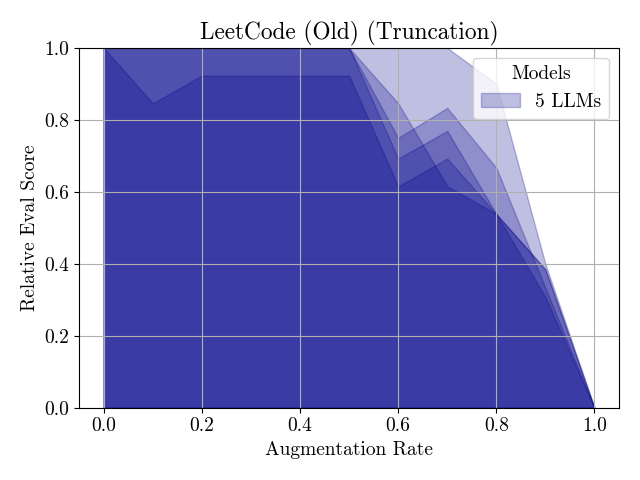 LeetCode (Old) (Truncation)
1.0
0.8
0.6
0.4
0.2
0.0
Relative Eval Score
Models
5 LLMs
0.0 0.2 0.4 0.6 0.8 1.0
Augmentation Rate